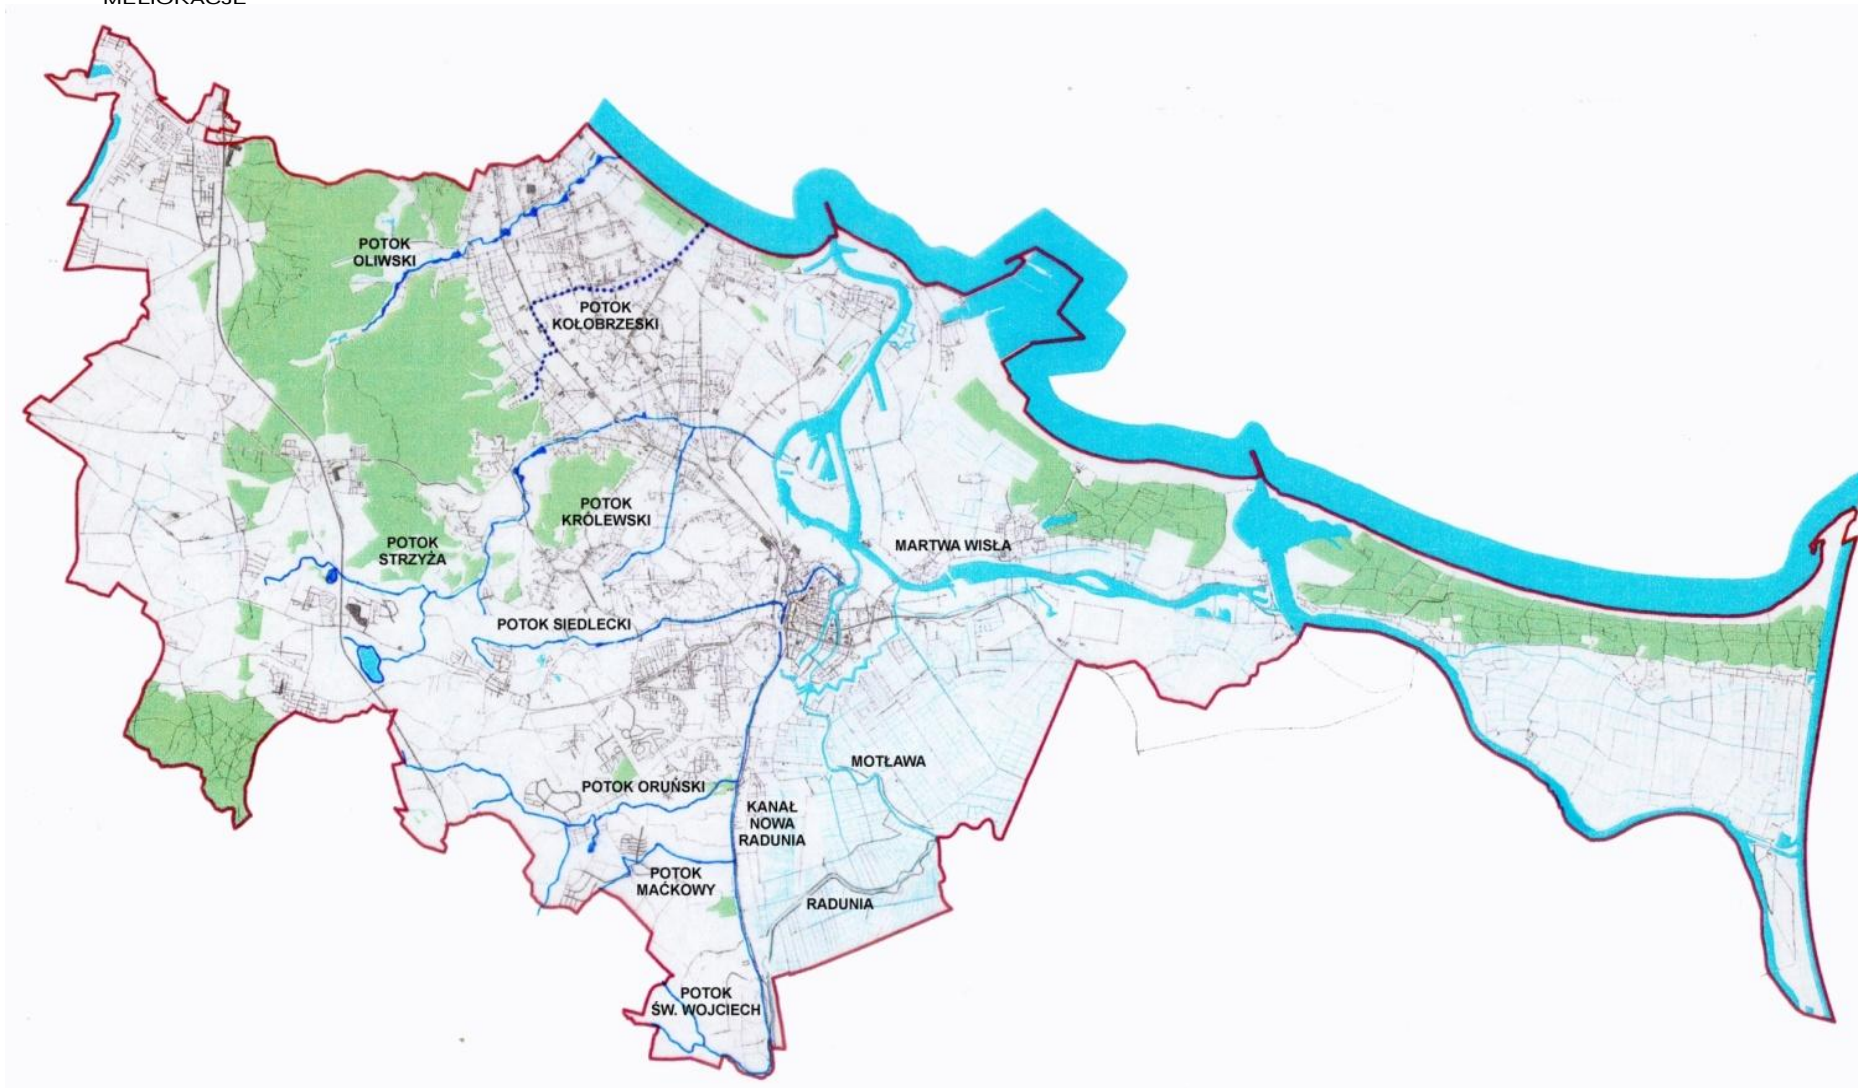 MELIORACJE
POTOK
OLIWSKI
POTOK
KOŁOBRZESKI
POTOK
KRÓLEWSKI
POTOK
STRZYŻA
MARTWA WISŁA
POTOK SIEDLECKI
MOTŁAWA
POTOK ORUŃSKI
KANAŁ
NOWA
RADUNIA
POTOK
MAĆKOWY
RADUNIA
POTOK
ŚW. WOJCIECH